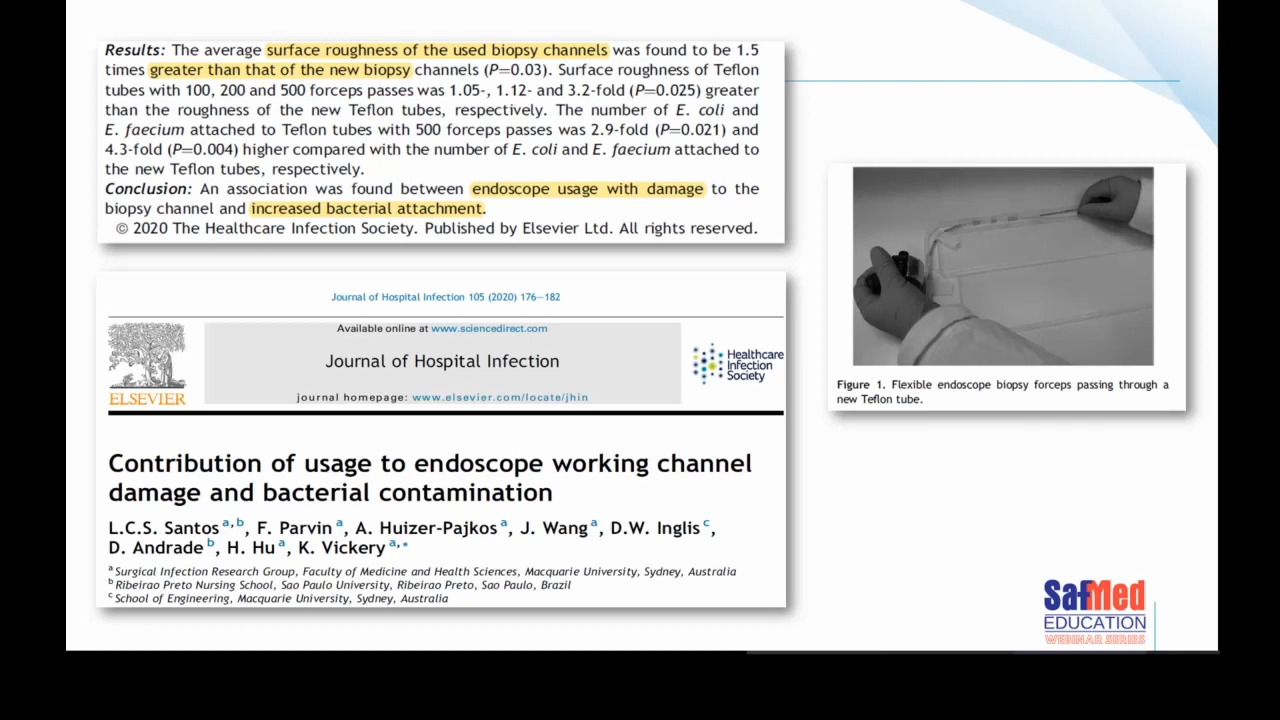 Results: The average surface roughness of the used biopsy channels was found to be 1.5
times greater than that of the new biopsy channels (P=0.03). Surface roughness of Teflon
tubes with 100, 200 and 500 forceps passes was 1.05-, 1.12- and 3.2-fold (P=0.025) greater
than the roughness of the new Teflon tubes, respectively. The number of E. coli and
E. faecium attached to Teflon tubes with 500 forceps passes was 2.9-fold (P=0.021) and
4.3-fold (P=0.004) higher compared with the number of E. coli and E. faecium attached to
the new Teflon tubes, respectively.
Conclusion: An association was found between endoscope usage with damage to the
biopsy channel and increased bacterial attachment.
© 2020 The Healthcare Infection Society. Published by Elsevier Ltd. All rights reserved.
Journal of Hospital Infection 105 (2020) 176–182
Available online at www.sciencedirect.com
Journal of Hospital Infection
journal homepage: www.elsevier.com/locate/jhin
ELSEVIER
Healthcare
Infection
Society
Contribution of usage to endoscope working channel
damage and bacterial contamination
L.C.S. Santos a,b, F. Parvin a, A. Huizer-Pajkos a, J. Wang a, D.W. Inglis c,
D. Andrade b, H. Hu a, K. Vickery a,*
a Surgical Infection Research Group, Faculty of Medicine and Health Sciences, Macquarie University, Sydney, Australia
b Ribeirao Preto Nursing School, Sao Paulo University, Ribeirao Preto, Sao Paulo, Brazil
c School of Engineering, Macquarie University, Sydney, Australia
Figure 1. Flexible endoscope biopsy forceps passing through a
new Teflon tube.
SafMed
EDUCATION
WEBINAR SERIES